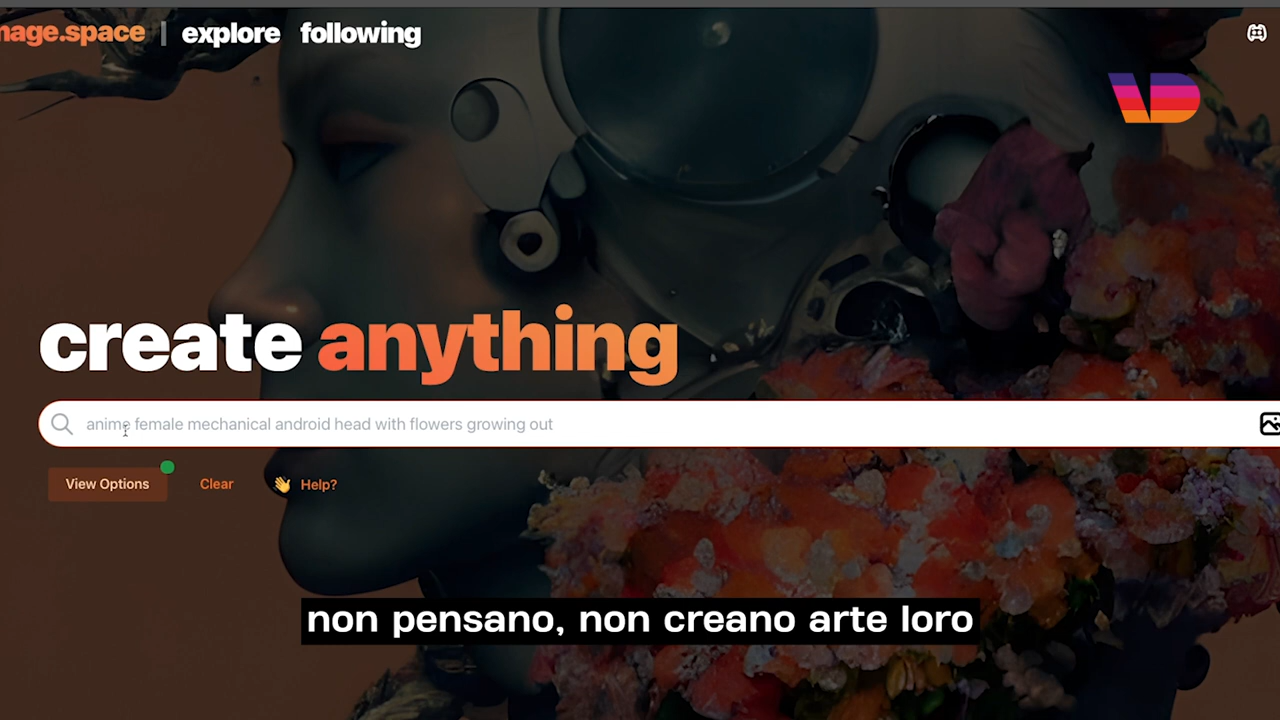 mage.space | explore following
create anything
anime female mechanical android head with flowers growing out
View Options Clear 👋 Help?
non pensano, non creano arte loro